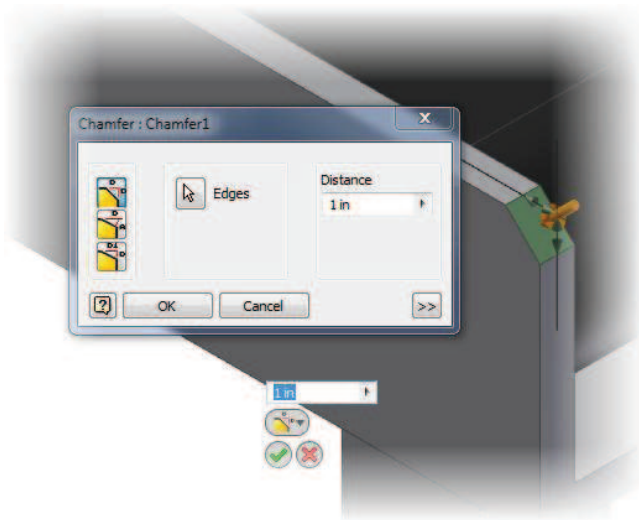 Chamfer : Chamfer1
X
Edges
Distance
1 in
?
OK
Cancel
>>
1 in